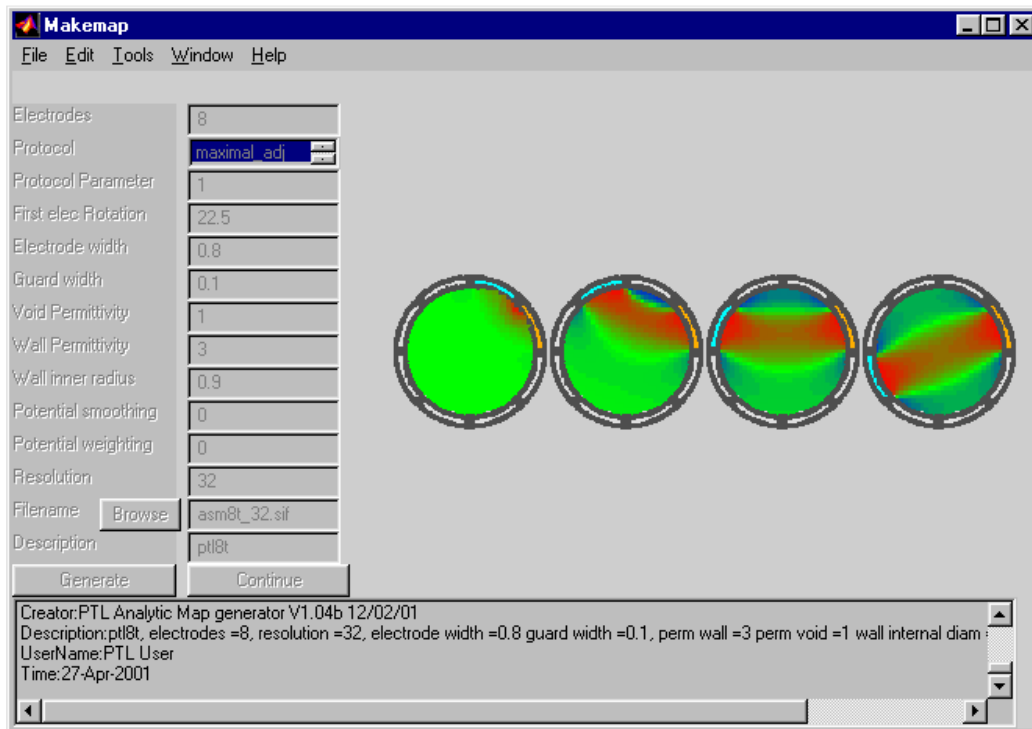 Makemap
File Edit Tools Window Help
Electrodes 8
Protocol maximal_adj
Protocol Parameter 1
First elec Rotation 22.5
Electrode width 0.8
Guard width 0.1
Void Permittivity 1
Wall Permittivity 3
Wall inner radius 0.9
Potential smoothing 0
Potential weighting 0
Resolution 32
Filename Browse asm8t_32.sif
Description ptl8t
Generate Continue
Creator:PTL Analytic Map generator V1.04b 12/02/01
Description:ptl8t, electrodes =8, resolution =32, electrode width =0.8 guard width =0.1, perm wall =3 perm void =1 wall internal diam =
UserName:PTL User
Time:27-Apr-2001